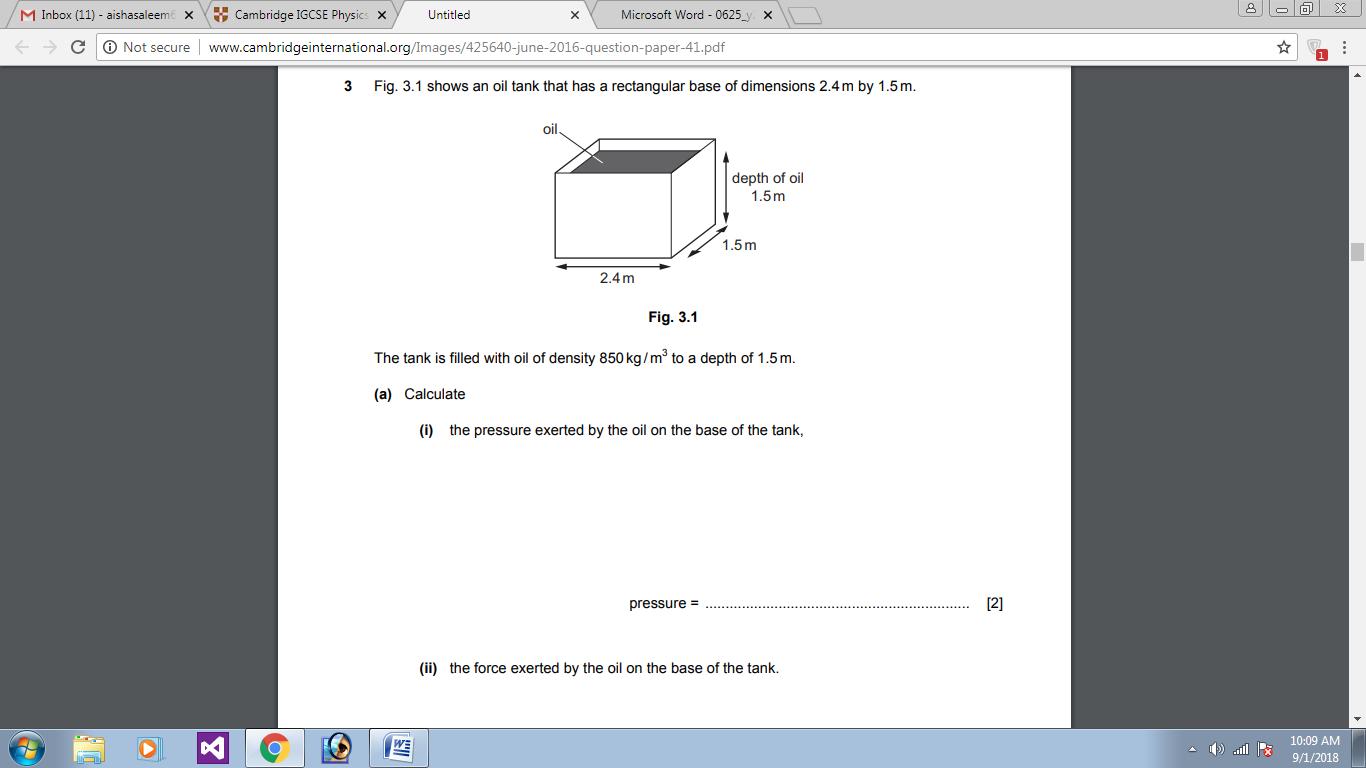 Inbox (11) - aishasaleem
Cambridge IGCSE Physics
Untitled
Microsoft Word - 0625_y
Not secure | www.cambridgeinternational.org/Images/425640-june-2016-question-paper-41.pdf
1
3 Fig. 3.1 shows an oil tank that has a rectangular base of dimensions 2.4 m by 1.5 m.
oil
depth of oil
1.5 m
1.5 m
2.4 m
Fig. 3.1
The tank is filled with oil of density 850 kg / m³ to a depth of 1.5 m.
(a) Calculate
(i) the pressure exerted by the oil on the base of the tank,
pressure = ................................................................. [2]
(ii) the force exerted by the oil on the base of the tank.
10:09 AM
9/1/2018